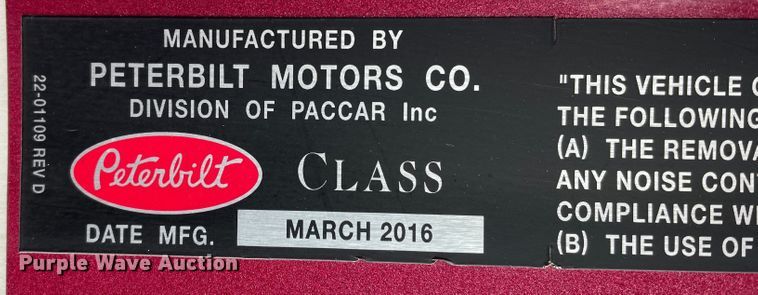 MANUFACTURED BY
PETERBILT MOTORS CO.
DIVISION OF PACCAR Inc
22-01109 REV D
Peterbilt
CLASS
DATE MFG.
MARCH 2016
"THIS VEHICLE
THE FOLLOWING
(A) THE REMOVA
ANY NOISE CON
COMPLIANCE WI
(B) THE USE OF
Purple Wave Auction